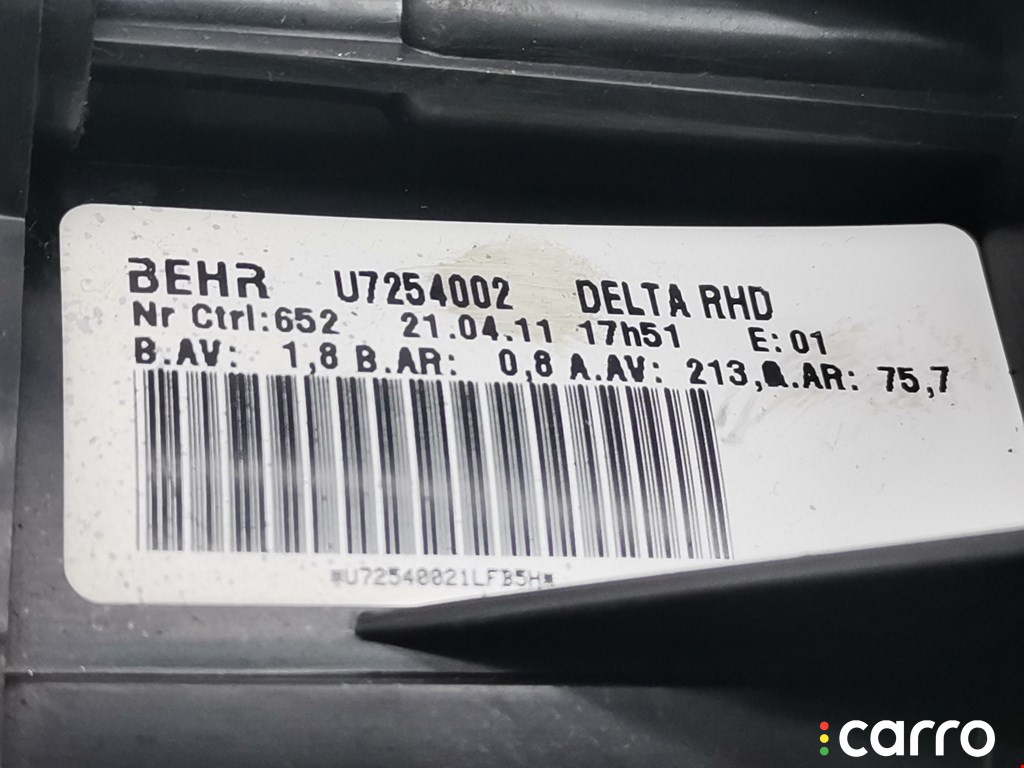 BEHR U7254002 DELTA RHD
Nr Ctrl:652 21.04.11 17h51 E:01
B.AV: 1,8 B.AR: 0,8 A.AV: 213, .AR: 75,7
*U72540021LFB5H*
carro